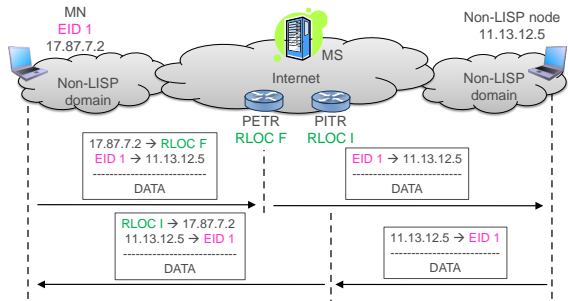 MN
EID 1
17.87.7.2
Non-LISP node
11.13.12.5
MS
Internet
Non-LISP
domain
Non-LISP
domain
PETR
RLOC F
PITR
RLOC I
17.87.7.2 → RLOC F
EID 1 → 11.13.12.5
------------------------
DATA
EID 1 → 11.13.12.5
------------------------
DATA
RLOC I → 17.87.7.2
11.13.12.5 → EID 1
------------------------
DATA
11.13.12.5 → EID 1
------------------------
DATA